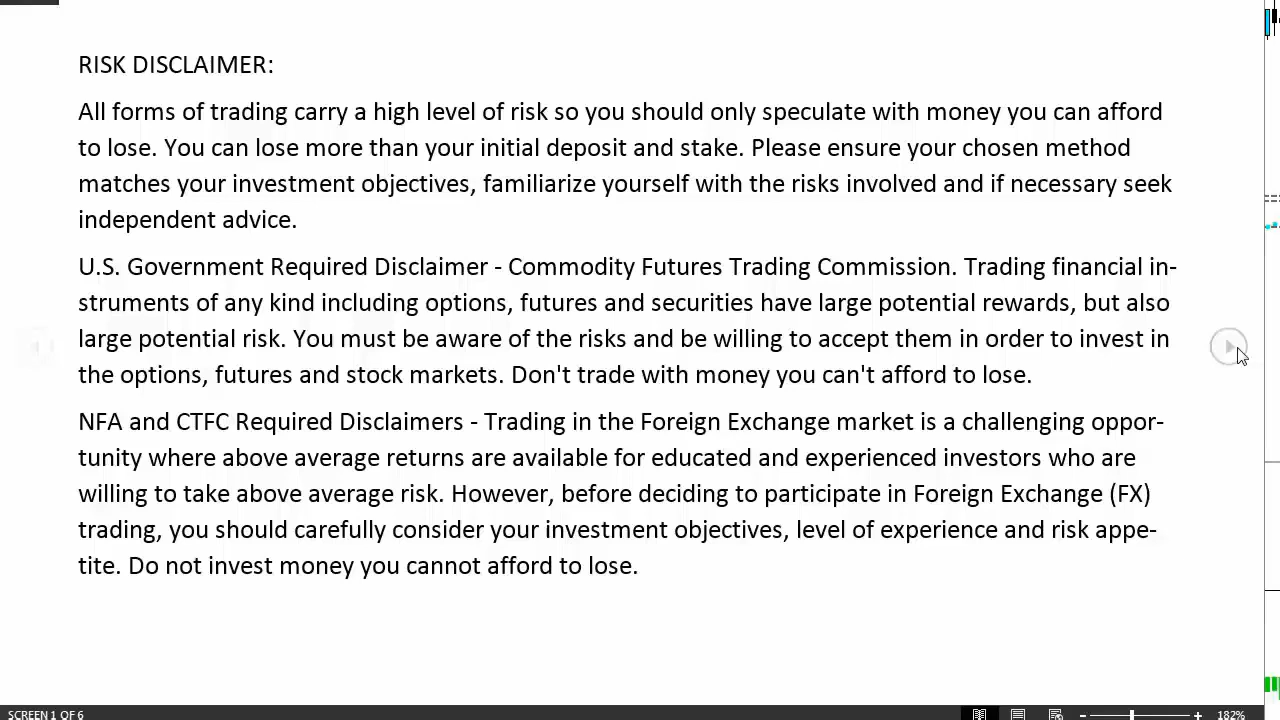 RISK DISCLAIMER:
All forms of trading carry a high level of risk so you should only speculate with money you can afford
to lose. You can lose more than your initial deposit and stake. Please ensure your chosen method
matches your investment objectives, familiarize yourself with the risks involved and if necessary seek
independent advice.
U.S. Government Required Disclaimer - Commodity Futures Trading Commission. Trading financial in-
struments of any kind including options, futures and securities have large potential rewards, but also
large potential risk. You must be aware of the risks and be willing to accept them in order to invest in
the options, futures and stock markets. Don't trade with money you can't afford to lose.
NFA and CTFC Required Disclaimers - Trading in the Foreign Exchange market is a challenging oppor-
tunity where above average returns are available for educated and experienced investors who are
willing to take above average risk. However, before deciding to participate in Foreign Exchange (FX)
trading, you should carefully consider your investment objectives, level of experience and risk appe-
tite. Do not invest money you cannot afford to lose.
SCREEN 1 OF 6
182%